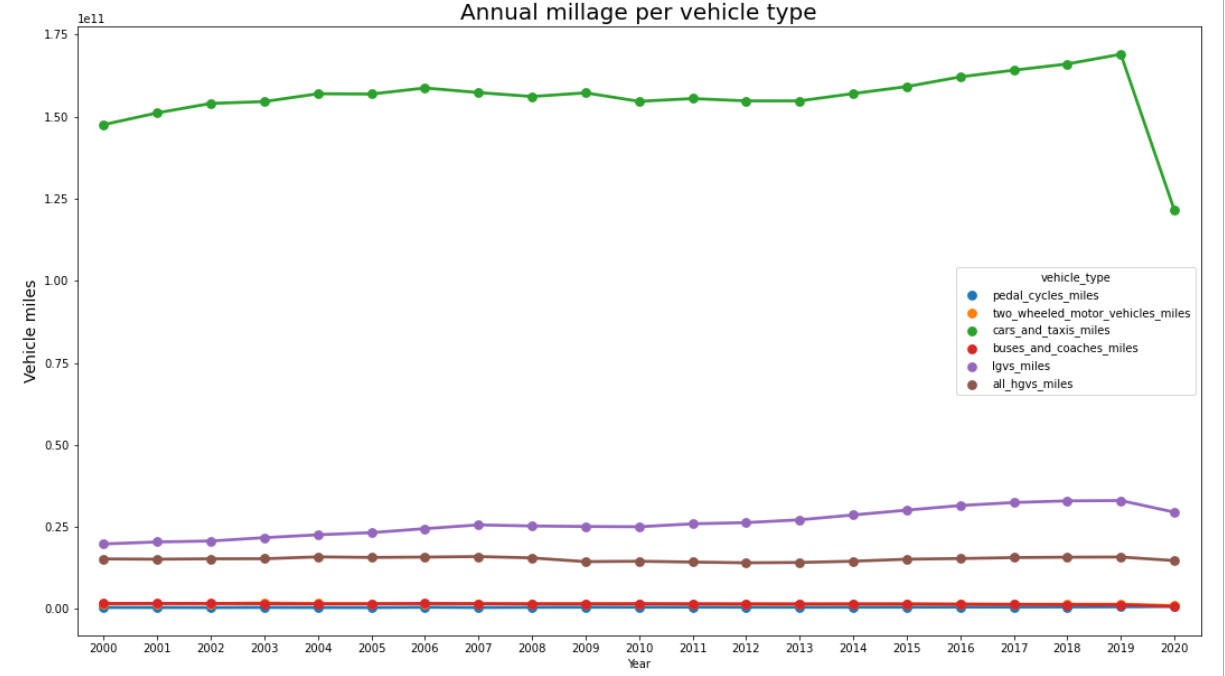 Annual millage per vehicle type
1e11
1.75
1.50
1.25
1.00
0.75
0.50
0.25
0.00
Vehicle miles
vehicle_type
pedal_cycles_miles
two_wheeled_motor_vehicles_miles
cars_and_taxis_miles
buses_and_coaches_miles
lgvs_miles
all_hgvs_miles
2000 2001 2002 2003 2004 2005 2006 2007 2008 2009 2010 2011 2012 2013 2014 2015 2016 2017 2018 2019 2020
Year